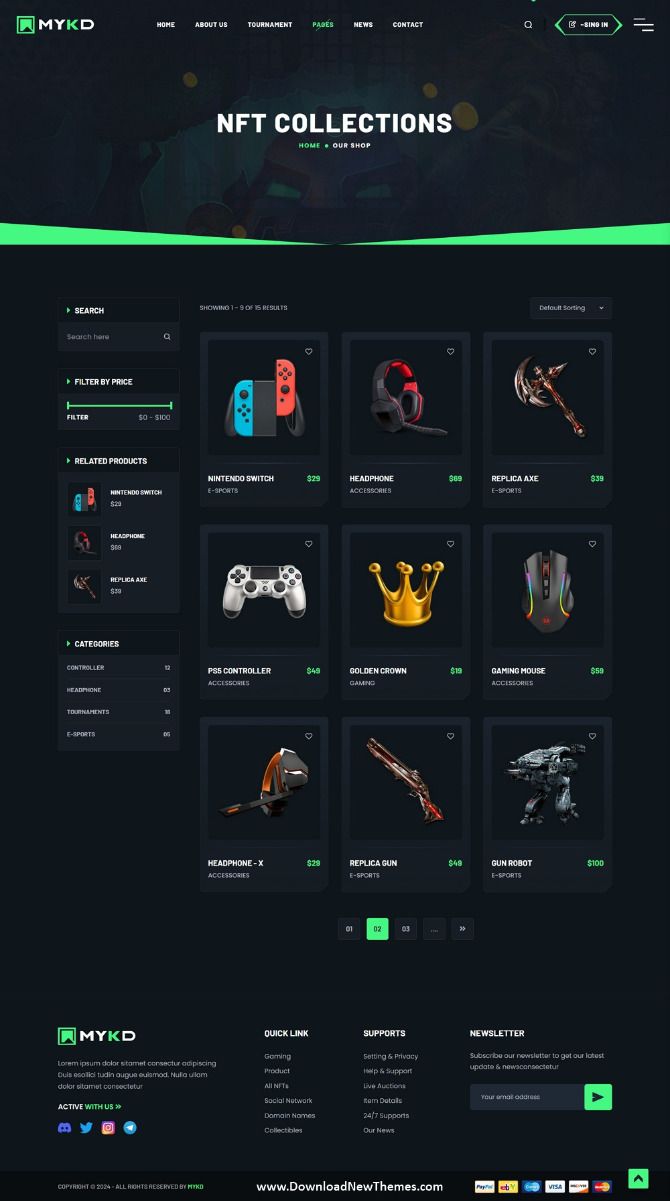 MYKD
HOME ABOUT US TOURNAMENT PAGES NEWS CONTACT
~SING IN
NFT COLLECTIONS
HOME OUR SHOP
SEARCH
Search here
FILTER BY PRICE
FILTER $0 - $100
RELATED PRODUCTS
NINTENDO SWITCH
$29
HEADPHONE
$69
REPLICA AXE
$39
CATEGORIES
CONTROLLER 12
HEADPHONE 03
TOURNAMENTS 18
E-SPORTS 05
SHOWING 1 – 9 OF 15 RESULTS
Default Sorting
NINTENDO SWITCH $29
E-SPORTS
HEADPHONE $69
ACCESSORIES
REPLICA AXE $39
E-SPORTS
PS5 CONTROLLER $49
ACCESSORIES
GOLDEN CROWN $19
GAMING
GAMING MOUSE $59
ACCESSORIES
HEADPHONE - X $29
ACCESSORIES
REPLICA GUN $49
E-SPORTS
GUN ROBOT $100
E-SPORTS
01 02 03 .... »
MYKD
Lorem ipsum dolor sitamet consectur adipiscing
Duis esollici tudin augue euismod. Nulla ullam
dolor sitamet consectetur
ACTIVE WITH US »
QUICK LINK
Gaming
Product
All NFTs
Social Network
Domain Names
Collectibles
SUPPORTS
Setting & Privacy
Help & Support
Live Auctions
Item Details
24/7 Supports
Our News
NEWSLETTER
Subscribe our newsletter to get our latest
update & newsconsectetur
Your email address
COPYRIGHT © 2024 - ALL RIGHTS RESERVED BY MYKD
www.DownloadNewThemes.com
PayPal ebY VISA DISCOVER